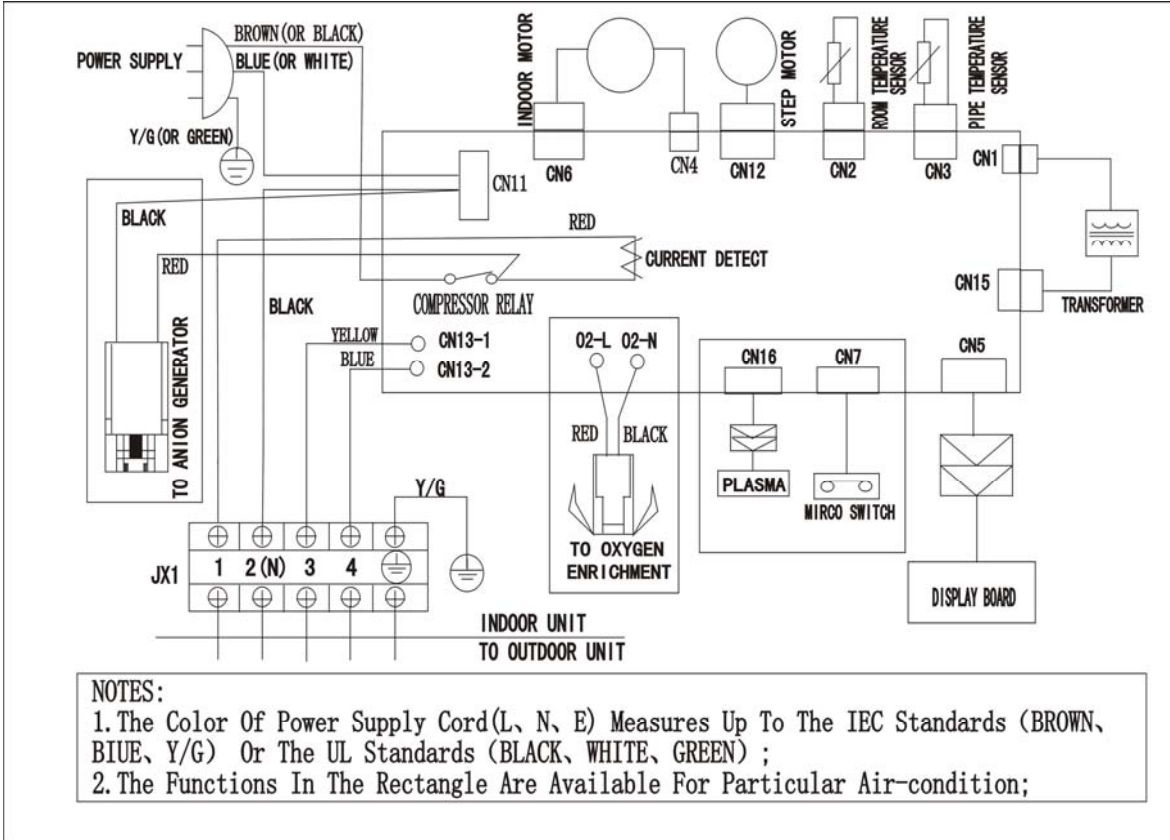 POWER SUPPLY
BROWN(OR BLACK)
BLUE(OR WHITE)
Y/G(OR GREEN)
INDOOR MOTOR
CN6
CN4
STEP MOTOR
CN12
ROOM TEMPERATURE
SENSOR
CN2
PIPE TEMPERATURE
SENSOR
CN3
CN1
CN11
BLACK
RED
RED
CURRENT DETECT
CN15
TRANSFORMER
BLACK
COMPRESSOR RELAY
YELLOW
CN13-1
BLUE
CN13-2
TO ANION GENERATOR
O2-L O2-N
RED
BLACK
TO OXYGEN
ENRICHMENT
CN16
CN7
PLASMA
MIRCO SWITCH
CN5
DISPLAY BOARD
Y/G
JX1
1 2(N) 3 4
INDOOR UNIT
TO OUTDOOR UNIT
NOTES:
1.The Color Of Power Supply Cord(L、N、E) Measures Up To The IEC Standards (BROWN、
BIUE、Y/G) Or The UL Standards (BLACK、WHITE、GREEN) ;
2.The Functions In The Rectangle Are Available For Particular Air-condition;